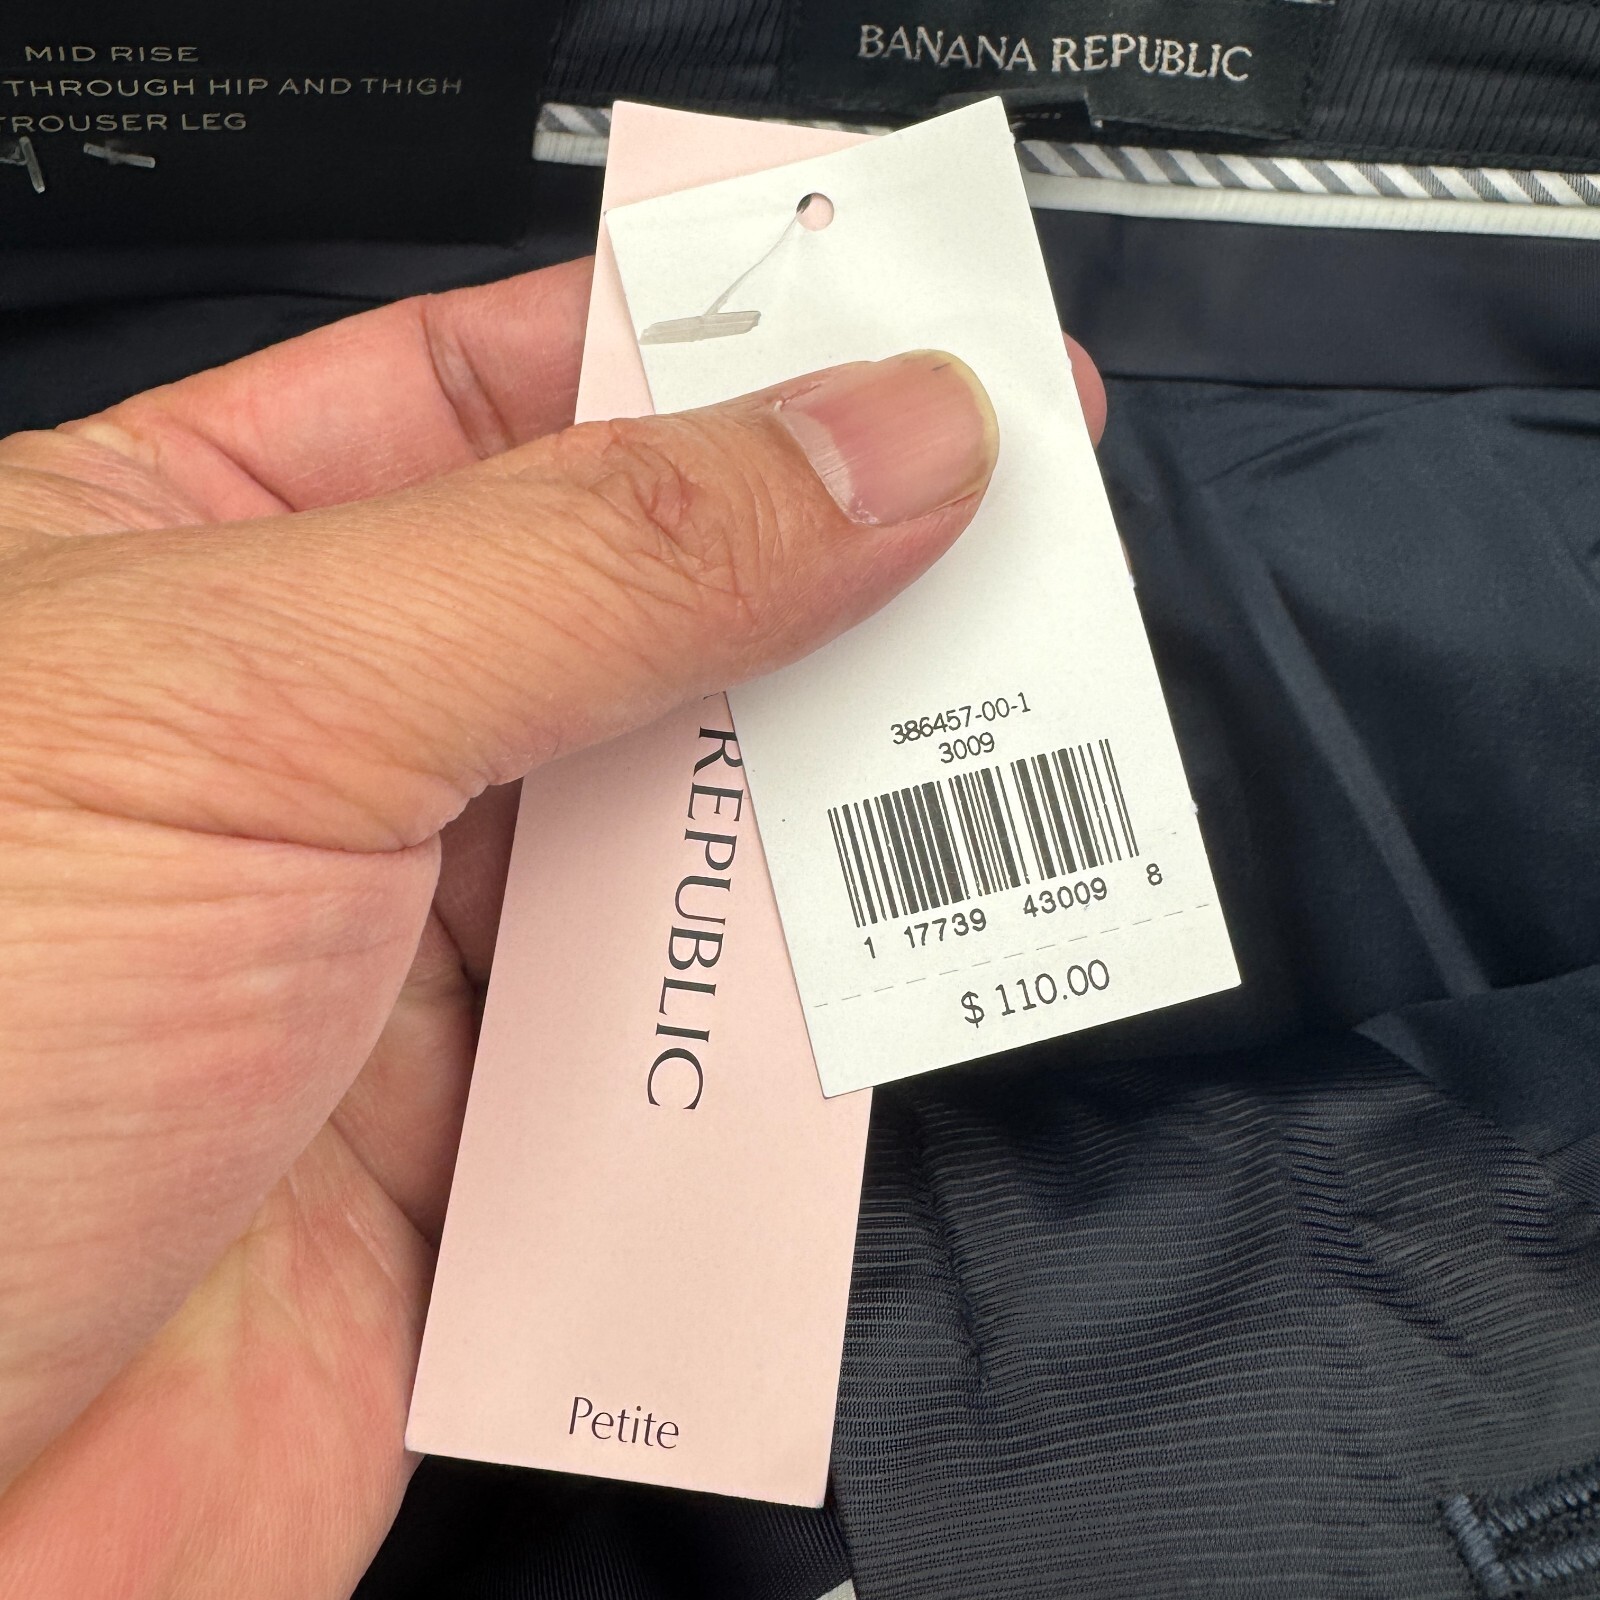 MID RISE
THROUGH HIP AND THIGH
TROUSER LEG
BANANA REPUBLIC
386457-00-1
3009
1 17739 43009 8
$ 110.00
REPUBLIC
Petite